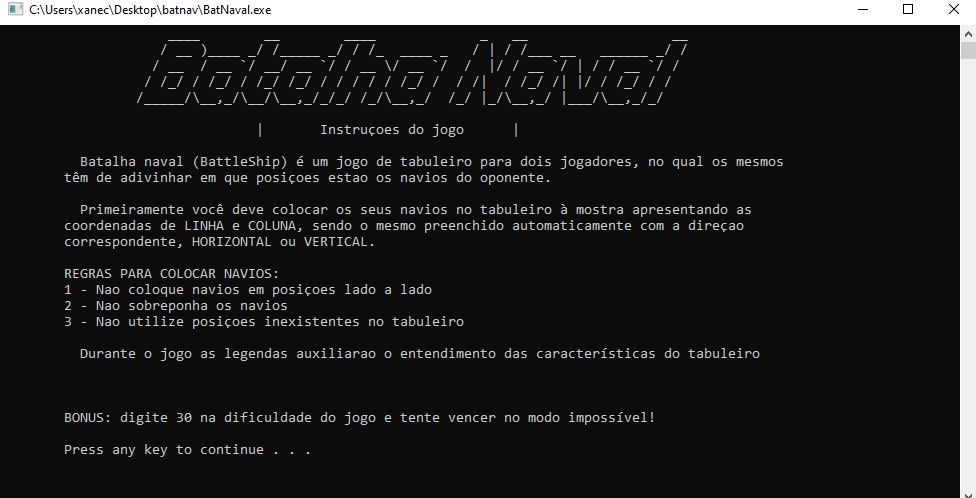 C:\Users\xanec\Desktop\batnav\BatNaval.exe
Batalha Naval
| Instruçoes do jogo |
Batalha naval (BattleShip) é um jogo de tabuleiro para dois jogadores, no qual os mesmos
têm de adivinhar em que posiçoes estao os navios do oponente.
Primeiramente você deve colocar os seus navios no tabuleiro à mostra apresentando as
coordenadas de LINHA e COLUNA, sendo o mesmo preenchido automaticamente com a direçao
correspondente, HORIZONTAL ou VERTICAL.
REGRAS PARA COLOCAR NAVIOS:
1 - Nao coloque navios em posiçoes lado a lado
2 - Nao sobreponha os navios
3 - Nao utilize posiçoes inexistentes no tabuleiro
Durante o jogo as legendas auxiliarao o entendimento das características do tabuleiro
BONUS: digite 30 na dificuldade do jogo e tente vencer no modo impossível!
Press any key to continue . . .